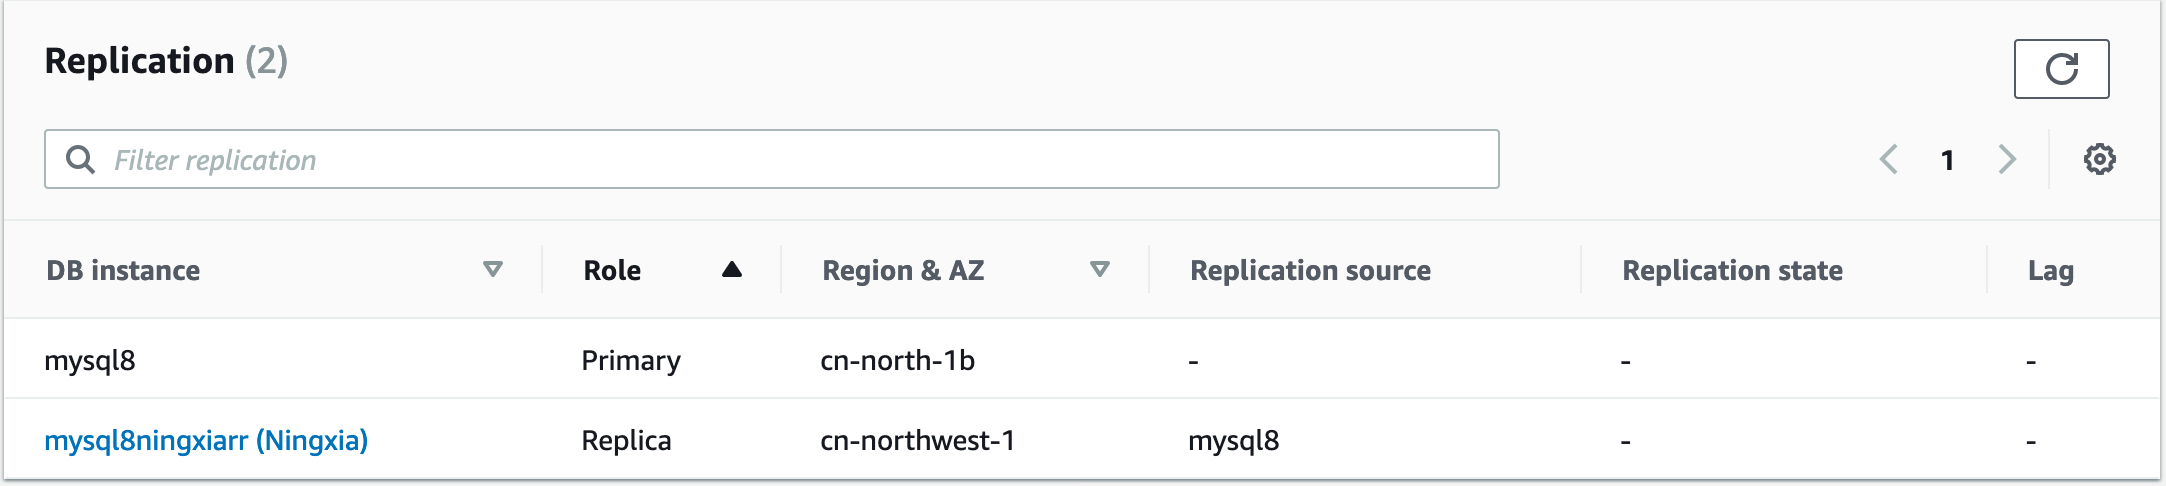 Replication (2)
Filter replication
1
DB instance Role Region & AZ Replication source Replication state Lag
mysql8 Primary cn-north-1b - - -
mysql8ningxiarr (Ningxia) Replica cn-northwest-1 mysql8 - -